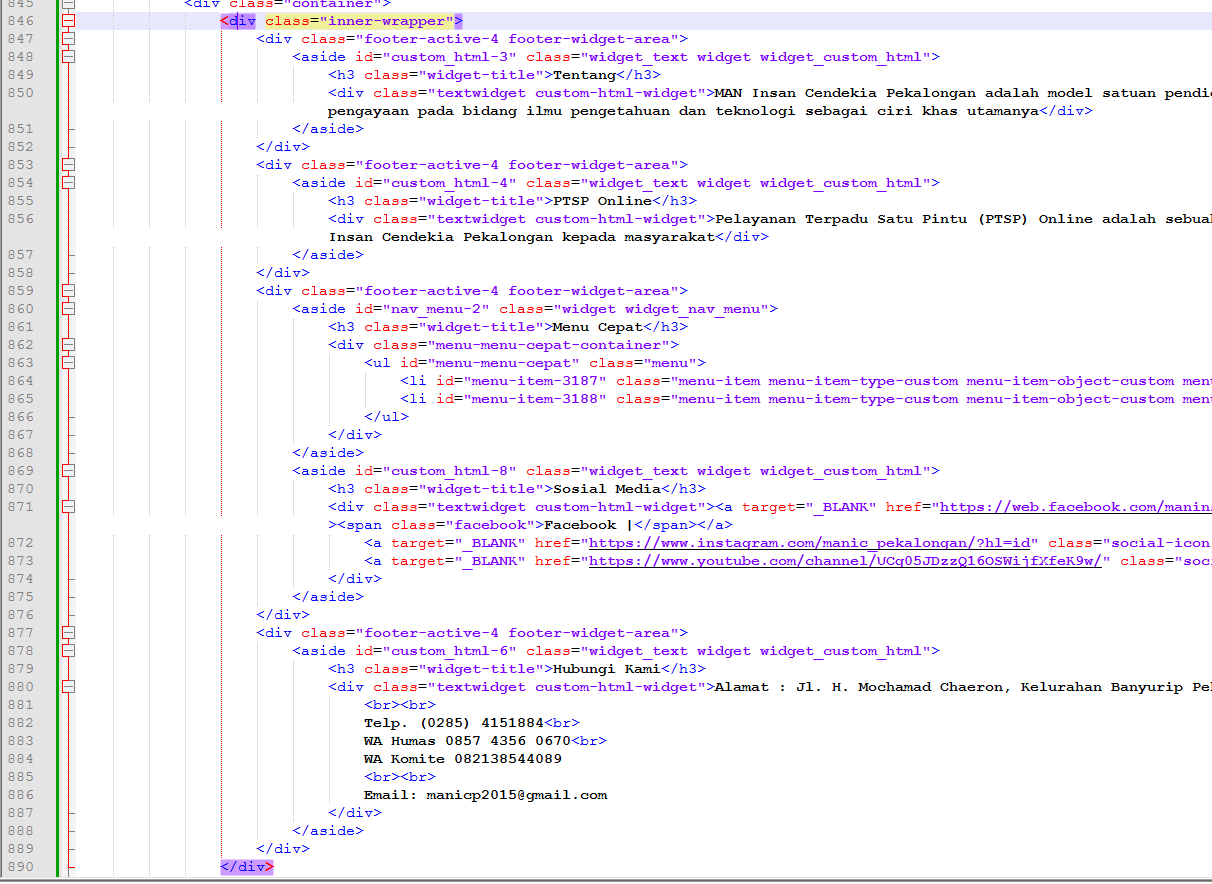 845 <div class="container">
846 <div class="inner-wrapper">
847 <div class="footer-active-4 footer-widget-area">
848 <aside id="custom_html-3" class="widget_text widget widget_custom_html">
849 <h3 class="widget-title">Tentang</h3>
850 <div class="textwidget custom-html-widget">MAN Insan Cendekia Pekalongan adalah model satuan pendi
pengayaan pada bidang ilmu pengetahuan dan teknologi sebagai ciri khas utamanya</div>
851 </aside>
852 </div>
853 <div class="footer-active-4 footer-widget-area">
854 <aside id="custom_html-4" class="widget_text widget widget_custom_html">
855 <h3 class="widget-title">PTSP Online</h3>
856 <div class="textwidget custom-html-widget">Pelayanan Terpadu Satu Pintu (PTSP) Online adalah sebua
Insan Cendekia Pekalongan kepada masyarakat</div>
857 </aside>
858 </div>
859 <div class="footer-active-4 footer-widget-area">
860 <aside id="nav_menu-2" class="widget widget_nav_menu">
861 <h3 class="widget-title">Menu Cepat</h3>
862 <div class="menu-menu-cepat-container">
863 <ul id="menu-menu-cepat" class="menu">
864 <li id="menu-item-3187" class="menu-item menu-item-type-custom menu-item-object-custom menu
865 <li id="menu-item-3188" class="menu-item menu-item-type-custom menu-item-object-custom menu
866 </ul>
867 </div>
868 </aside>
869 <aside id="custom_html-8" class="widget_text widget widget_custom_html">
870 <h3 class="widget-title">Sosial Media</h3>
871 <div class="textwidget custom-html-widget"><a target="_BLANK" href="https://web.facebook.com/manins
><span class="facebook">Facebook |</span></a>
872 <a target="_BLANK" href="https://www.instagram.com/manic_pekalongan/?hl=id" class="social-icon
873 <a target="_BLANK" href="https://www.youtube.com/channel/UCq05JDzzQ16OSWijfXfeK9w/" class="soc
874 </div>
875 </aside>
876 </div>
877 <div class="footer-active-4 footer-widget-area">
878 <aside id="custom_html-6" class="widget_text widget widget_custom_html">
879 <h3 class="widget-title">Hubungi Kami</h3>
880 <div class="textwidget custom-html-widget">Alamat : Jl. H. Mochamad Chaeron, Kelurahan Banyurip Pe
881 <br><br>
882 Telp. (0285) 4151884<br>
883 WA Humas 0857 4356 0670<br>
884 WA Komite 082138544089
885 <br><br>
886 Email: manicp2015@gmail.com
887 </div>
888 </aside>
889 </div>
890 </div>